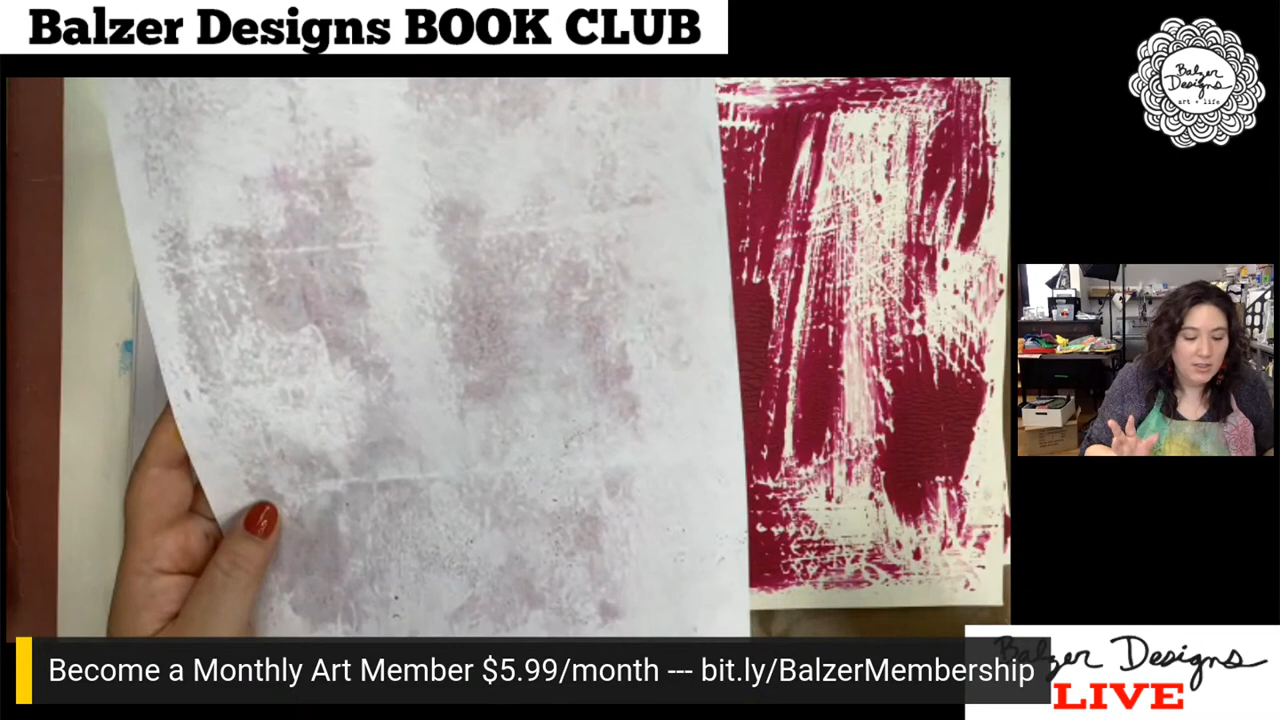 Balzer Designs BOOK CLUB
Balzer
Designs
art + life
Become a Monthly Art Member $5.99/month --- bit.ly/BalzerMembership
Balzer Designs
LIVE